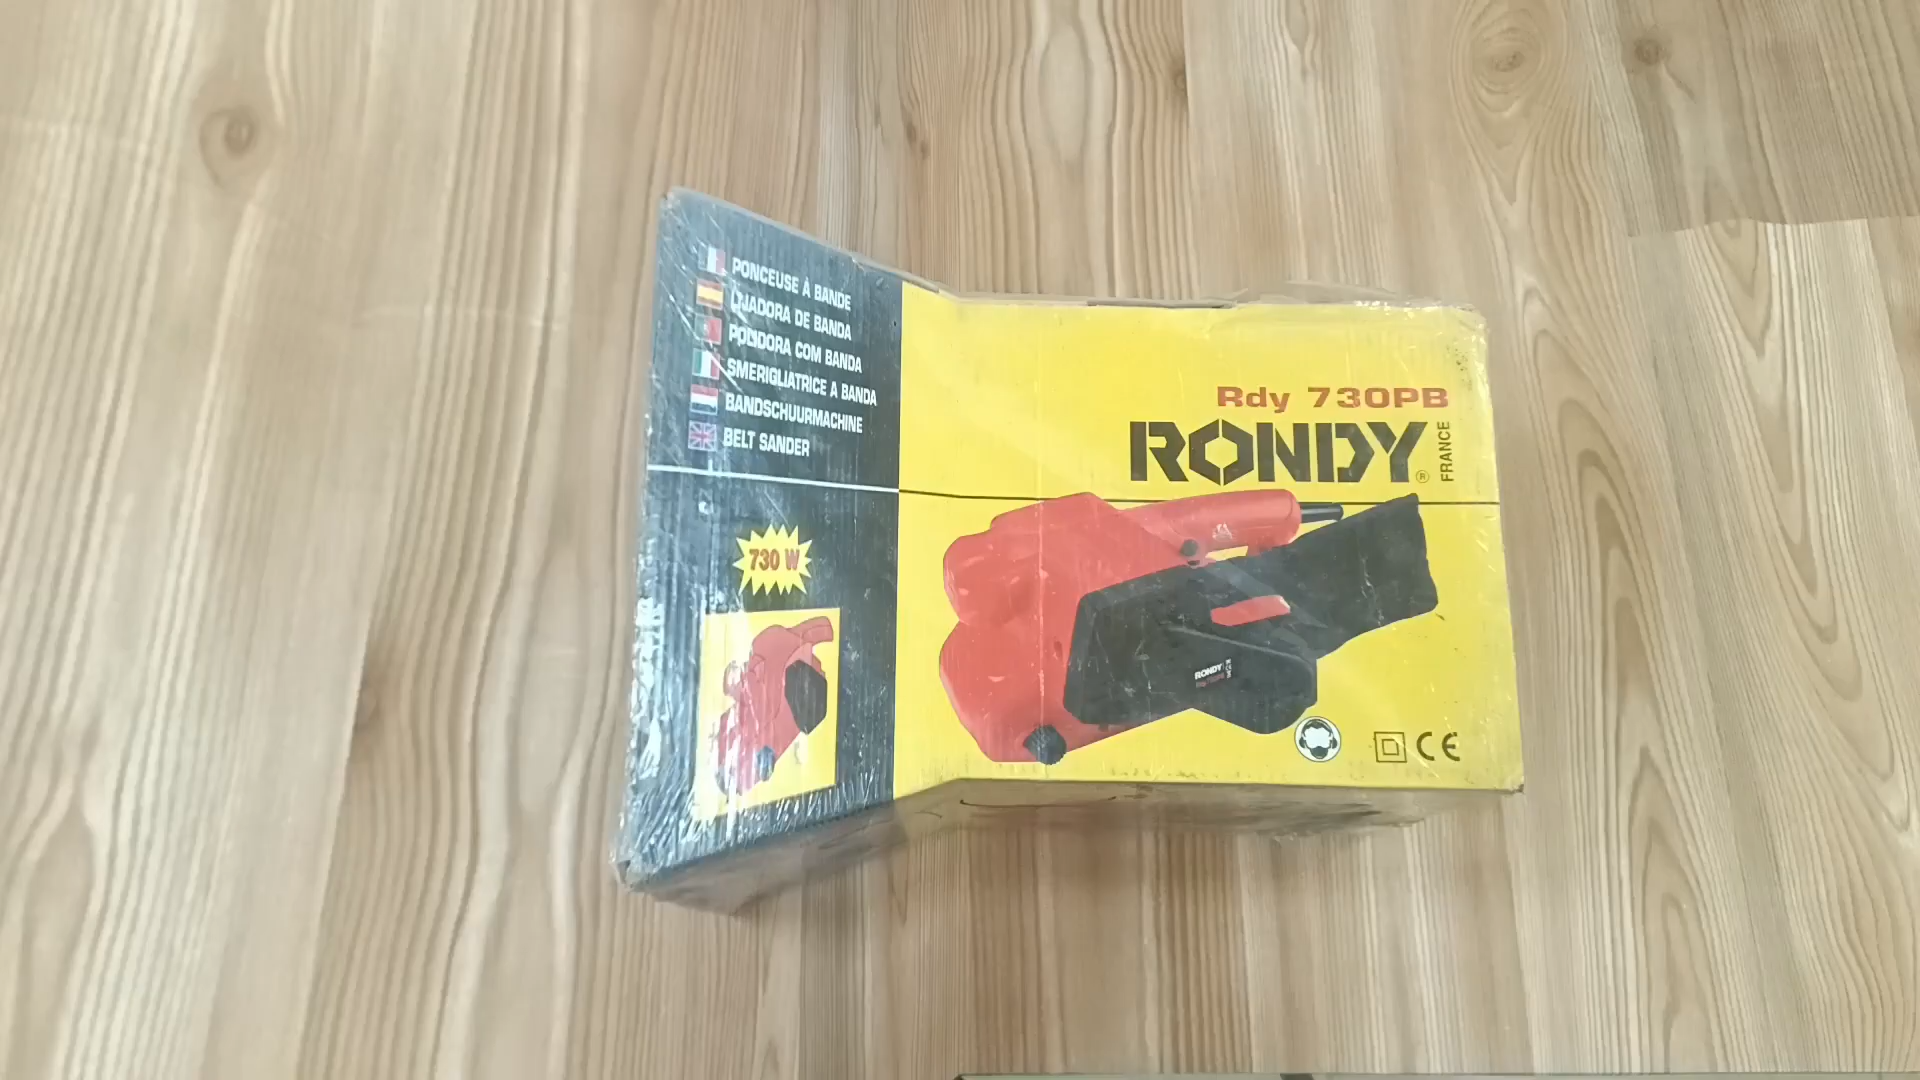 PONCEUSE À BANDE
LIJADORA DE BANDA
POLIDORA COM BANDA
SMERIGLIATRICE A BANDA
BANDSCHUURMACHINE
BELT SANDER
730 W
Rdy 730PB
RONDY®
FRANCE
RONDY
CE